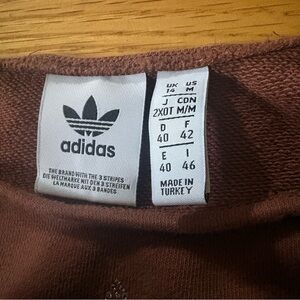 adidas
THE BRAND WITH THE 3 STRIPES
DIE WELTMARKE MIT DEN 3 STREIFEN
LA MARQUE AUX 3 BANDES
UK US
14 M
J CDN
2XOT M/M
D F
40 42
E I
40 46
MADE IN
TURKEY